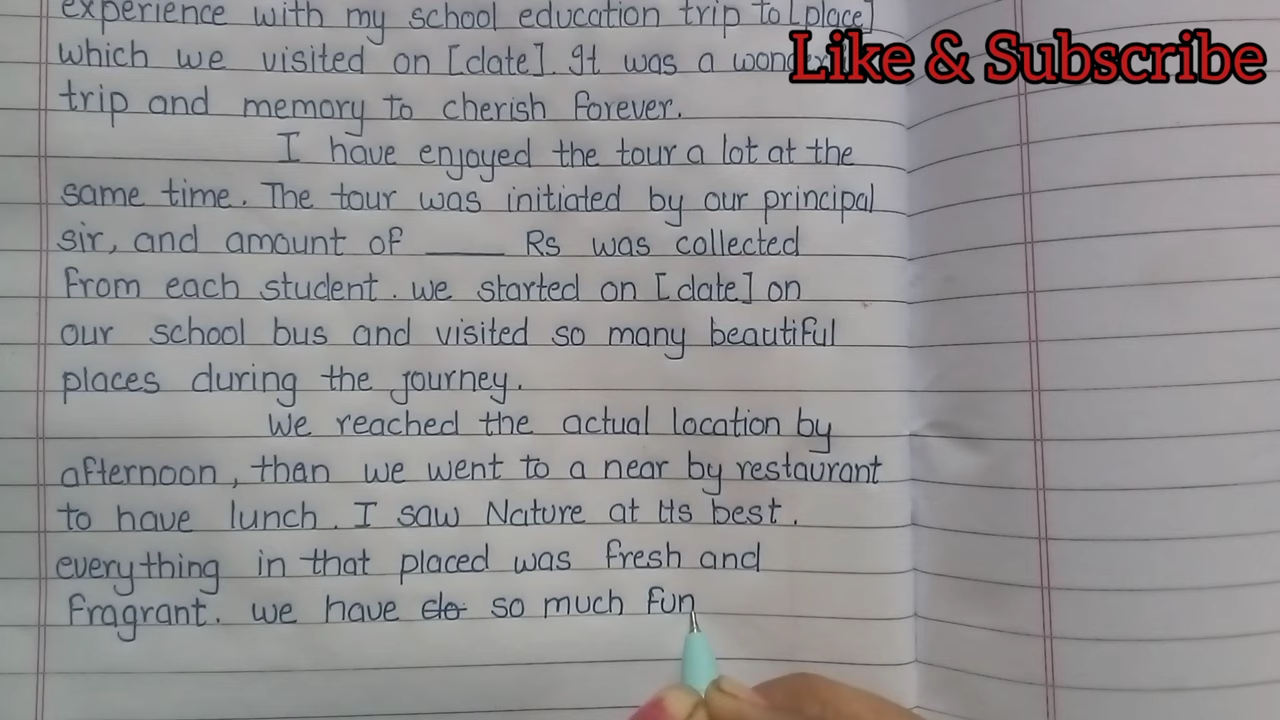 experience with my school education trip to [place]
which we visited on [date]. It was a
Like & Subscribe
trip and memory to cherish forever.
I have enjoyed the tour a lot at the
same time. The tour was initiated by our principal
sir, and amount of ____ Rs was collected
from each student. we started on [date] on
our school bus and visited so many beautiful
places during the journey.
We reached the actual location by
afternoon, than we went to a near by restaurant
to have lunch. I saw Nature at its best.
everything in that placed was fresh and
fragrant. we have so much fun